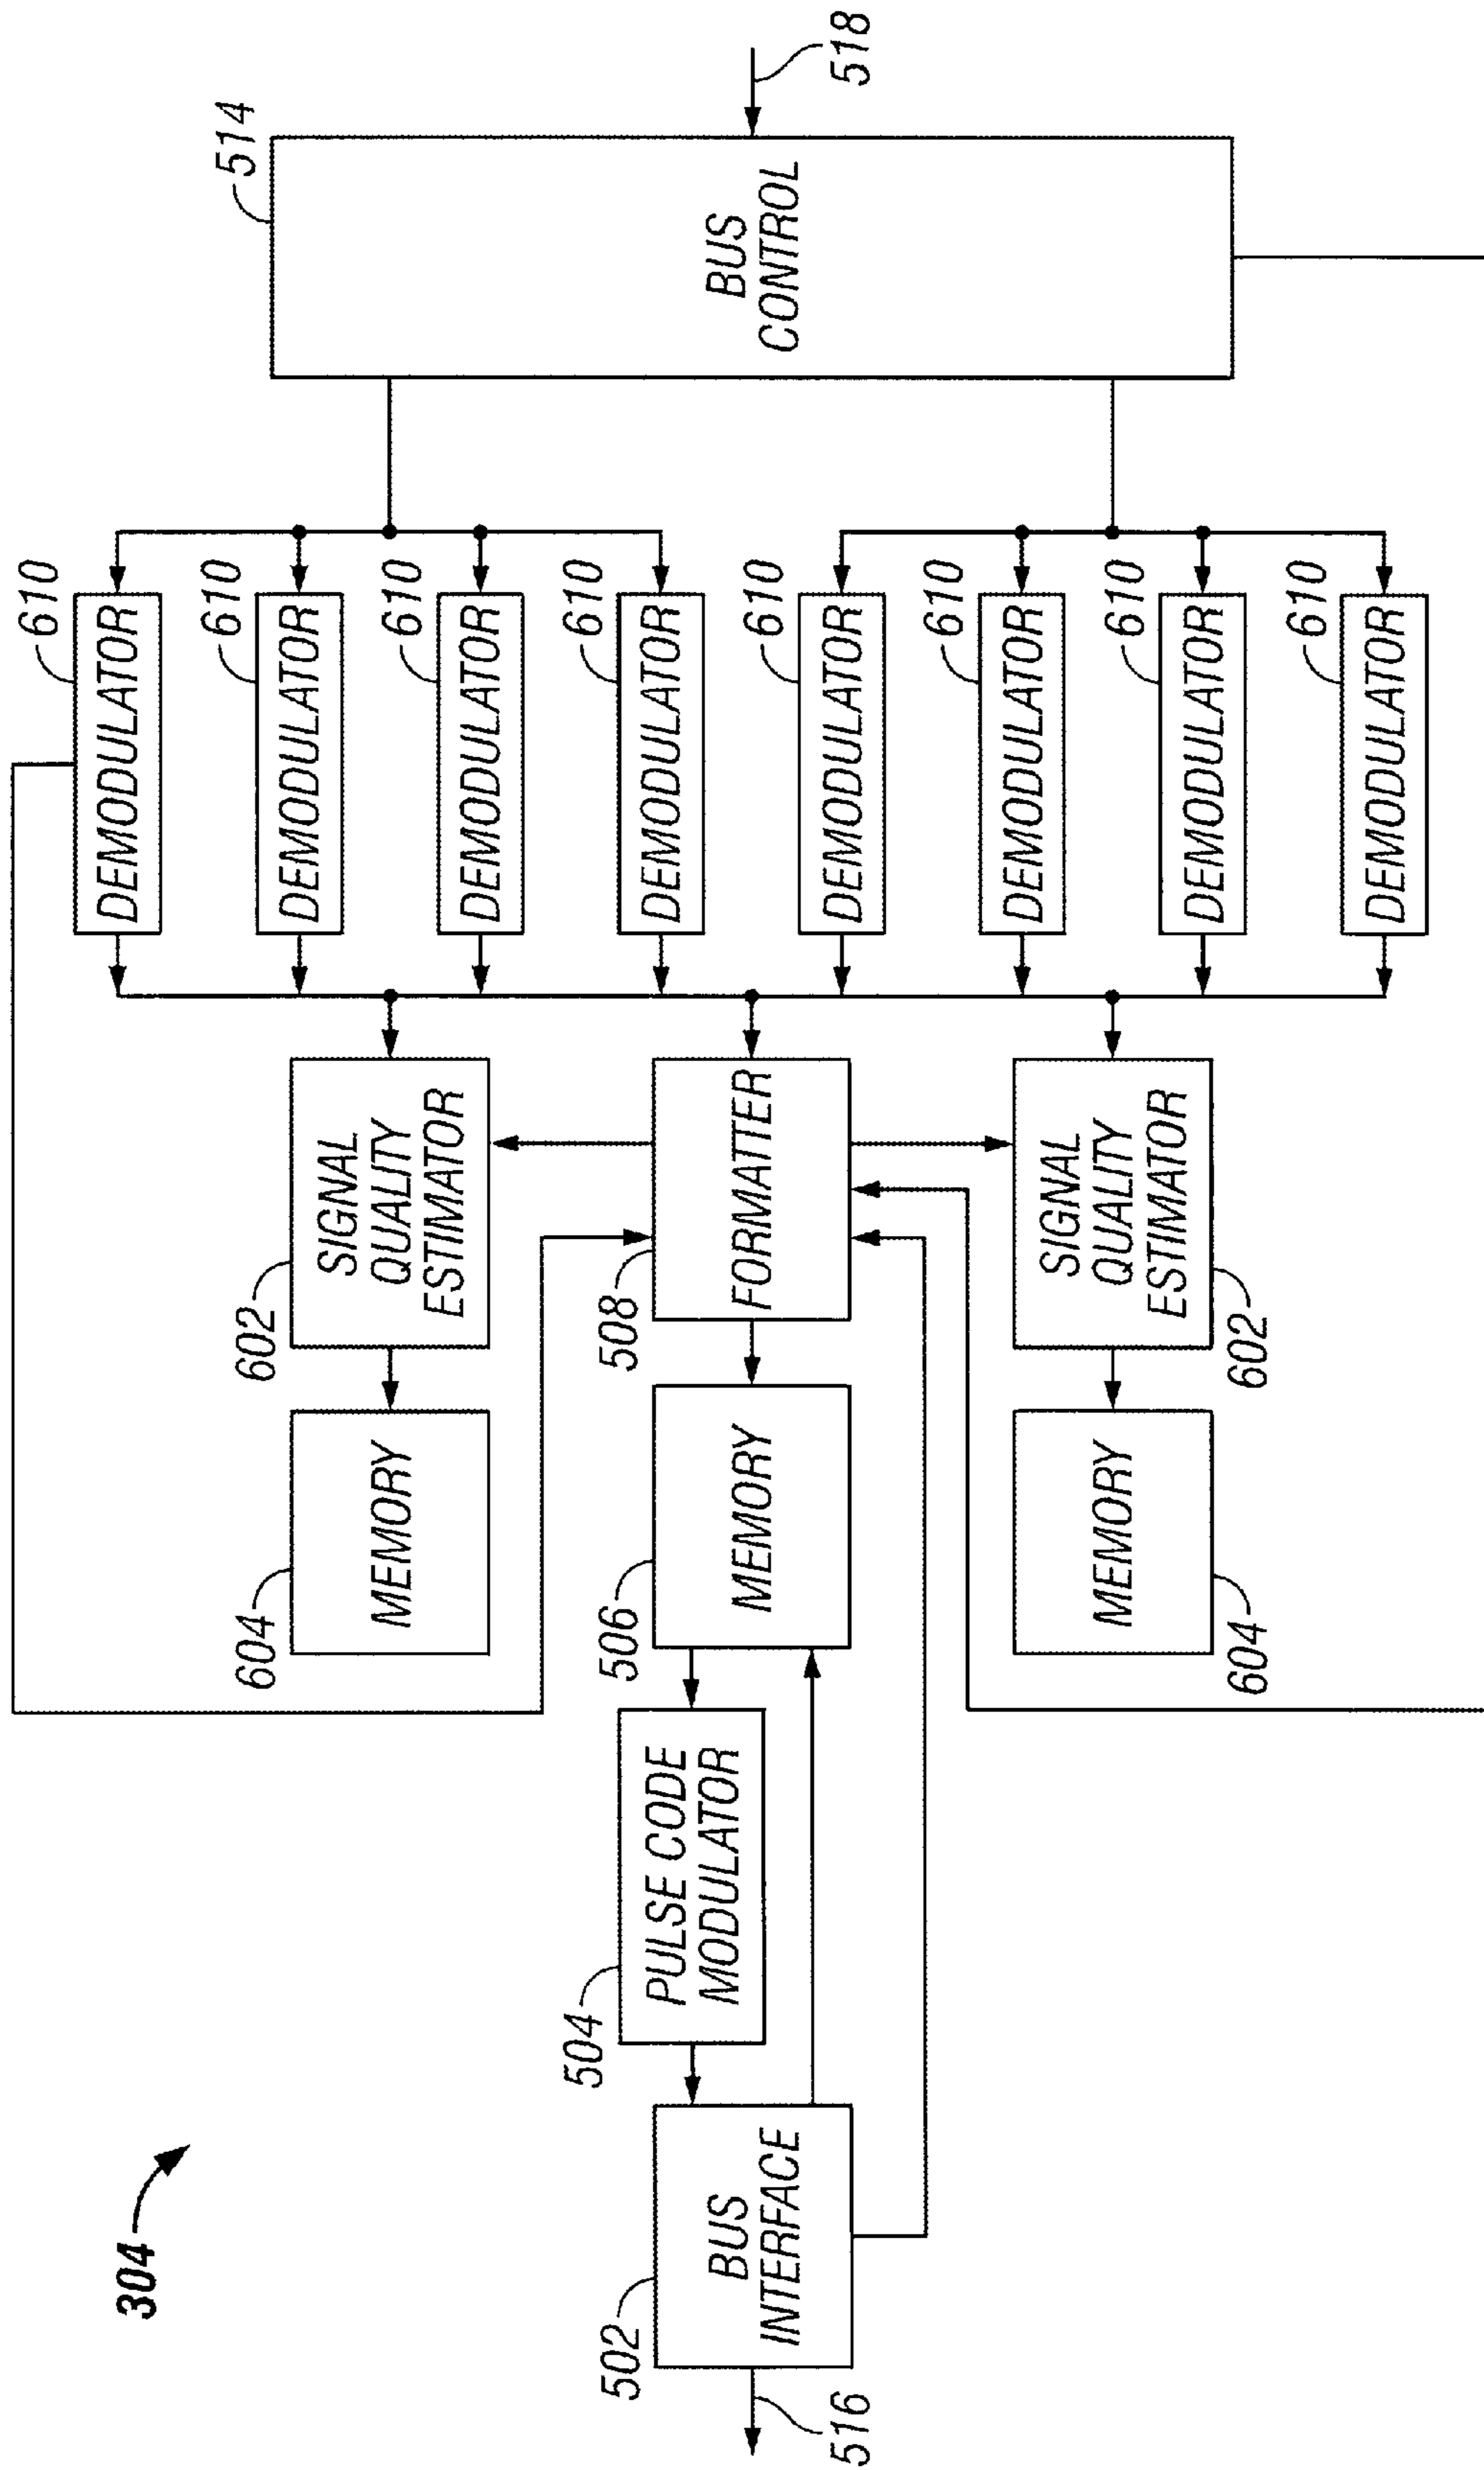 304
516
502
BUS
INTERFACE
504
PULSE CODE
MODULATOR
604
MEMORY
506
MEMORY
604
MEMORY
602
SIGNAL
QUALITY
ESTIMATOR
508
FORMATTER
602
SIGNAL
QUALITY
ESTIMATOR
610
DEMODULATOR
610
DEMODULATOR
610
DEMODULATOR
610
DEMODULATOR
610
DEMODULATOR
610
DEMODULATOR
610
DEMODULATOR
610
DEMODULATOR
514
BUS
CONTROL
518